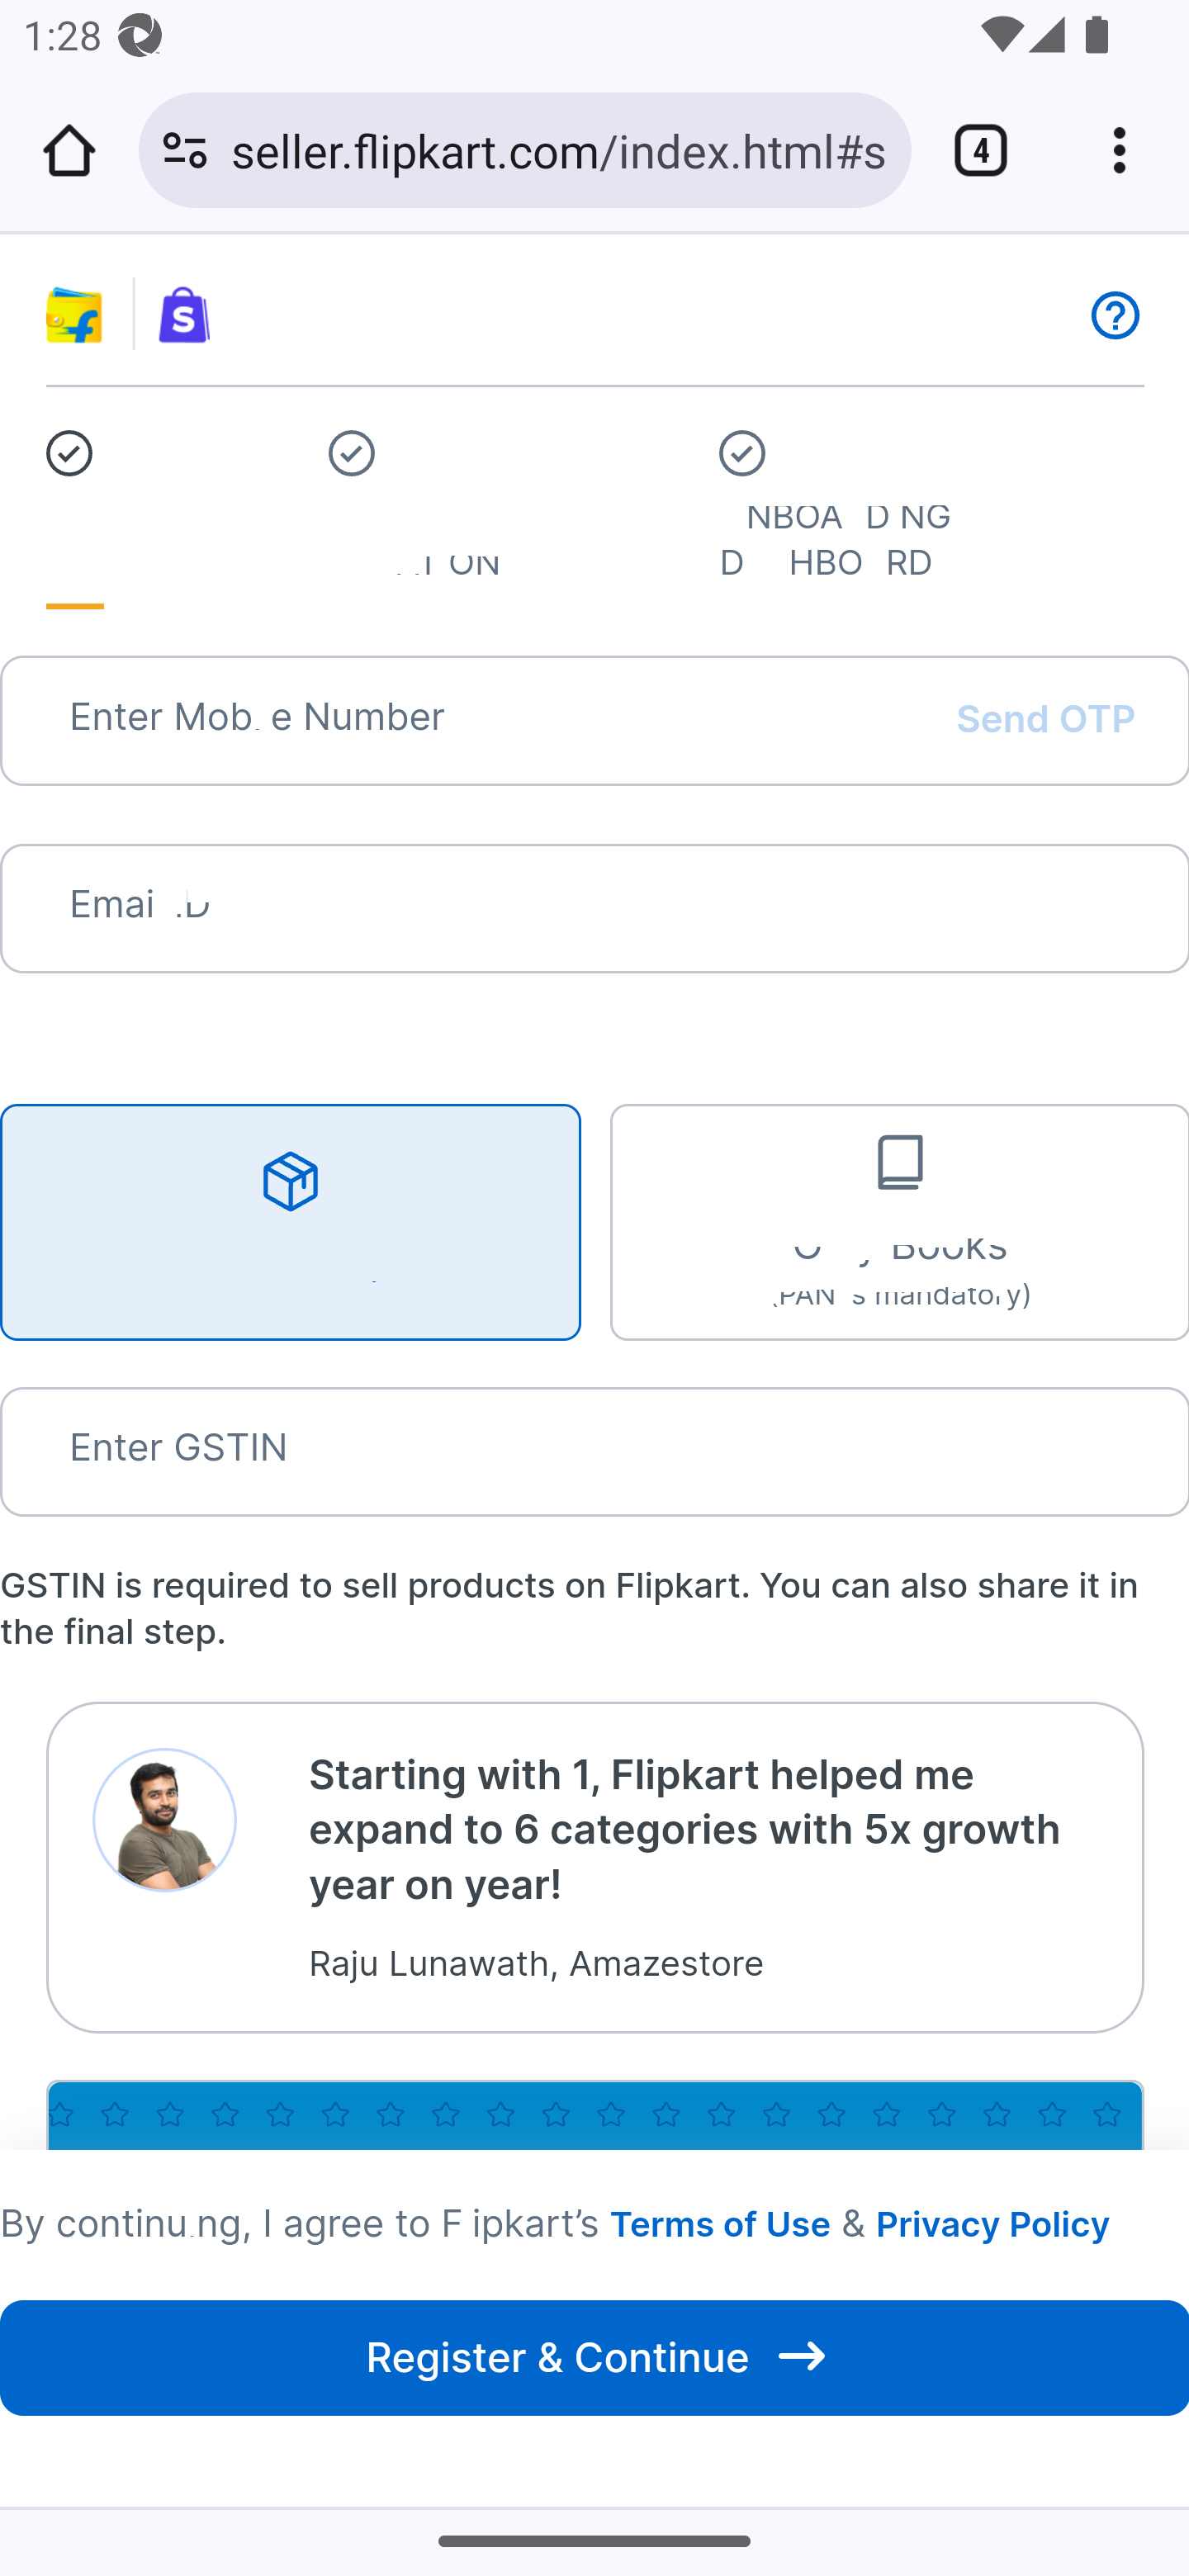 1:28
seller.flipkart.com/index.html#s
4
S
NBOA D NG
D HBO RD
ON
Enter Mob e Number
Send OTP
Emai D
Books
(PAN s mandatory)
Enter GSTIN
GSTIN is required to sell products on Flipkart. You can also share it in
the final step.
Starting with 1, Flipkart helped me
expand to 6 categories with 5x growth
year on year!
Raju Lunawath, Amazestore
By continu ng, I agree to F ipkart’s Terms of Use & Privacy Policy
Register & Continue